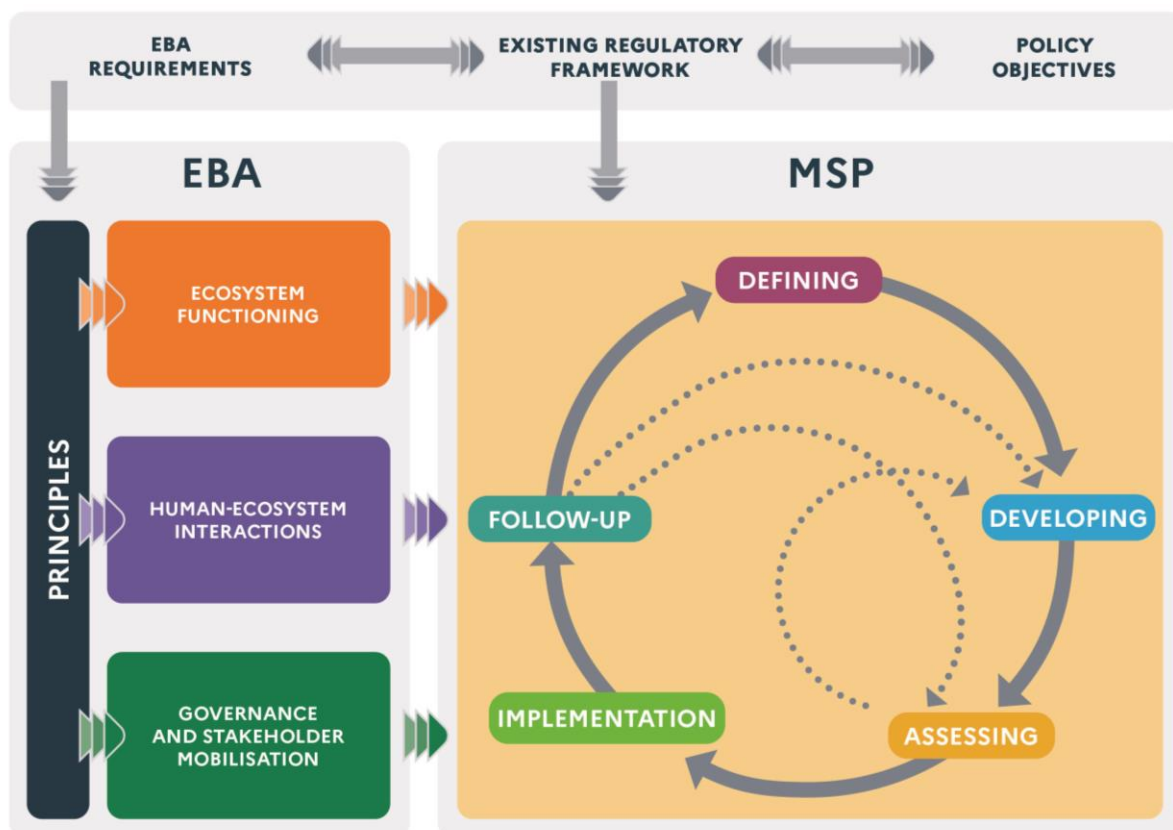 EBA
REQUIREMENTS
EXISTING REGULATORY
FRAMEWORK
POLICY
OBJECTIVES
EBA
MSP
PRINCIPLES
ECOSYSTEM
FUNCTIONING
HUMAN-ECOSYSTEM
INTERACTIONS
GOVERNANCE
AND STAKEHOLDER
MOBILISATION
DEFINING
DEVELOPING
ASSESSING
IMPLEMENTATION
FOLLOW-UP